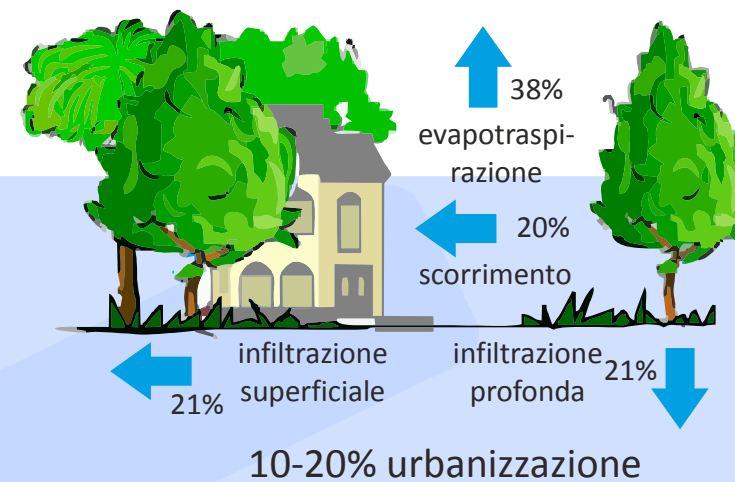 38%
evapotraspi-
razione
20%
scorrimento
infiltrazione
superficiale
21%
infiltrazione
profonda
21%
10-20% urbanizzazione